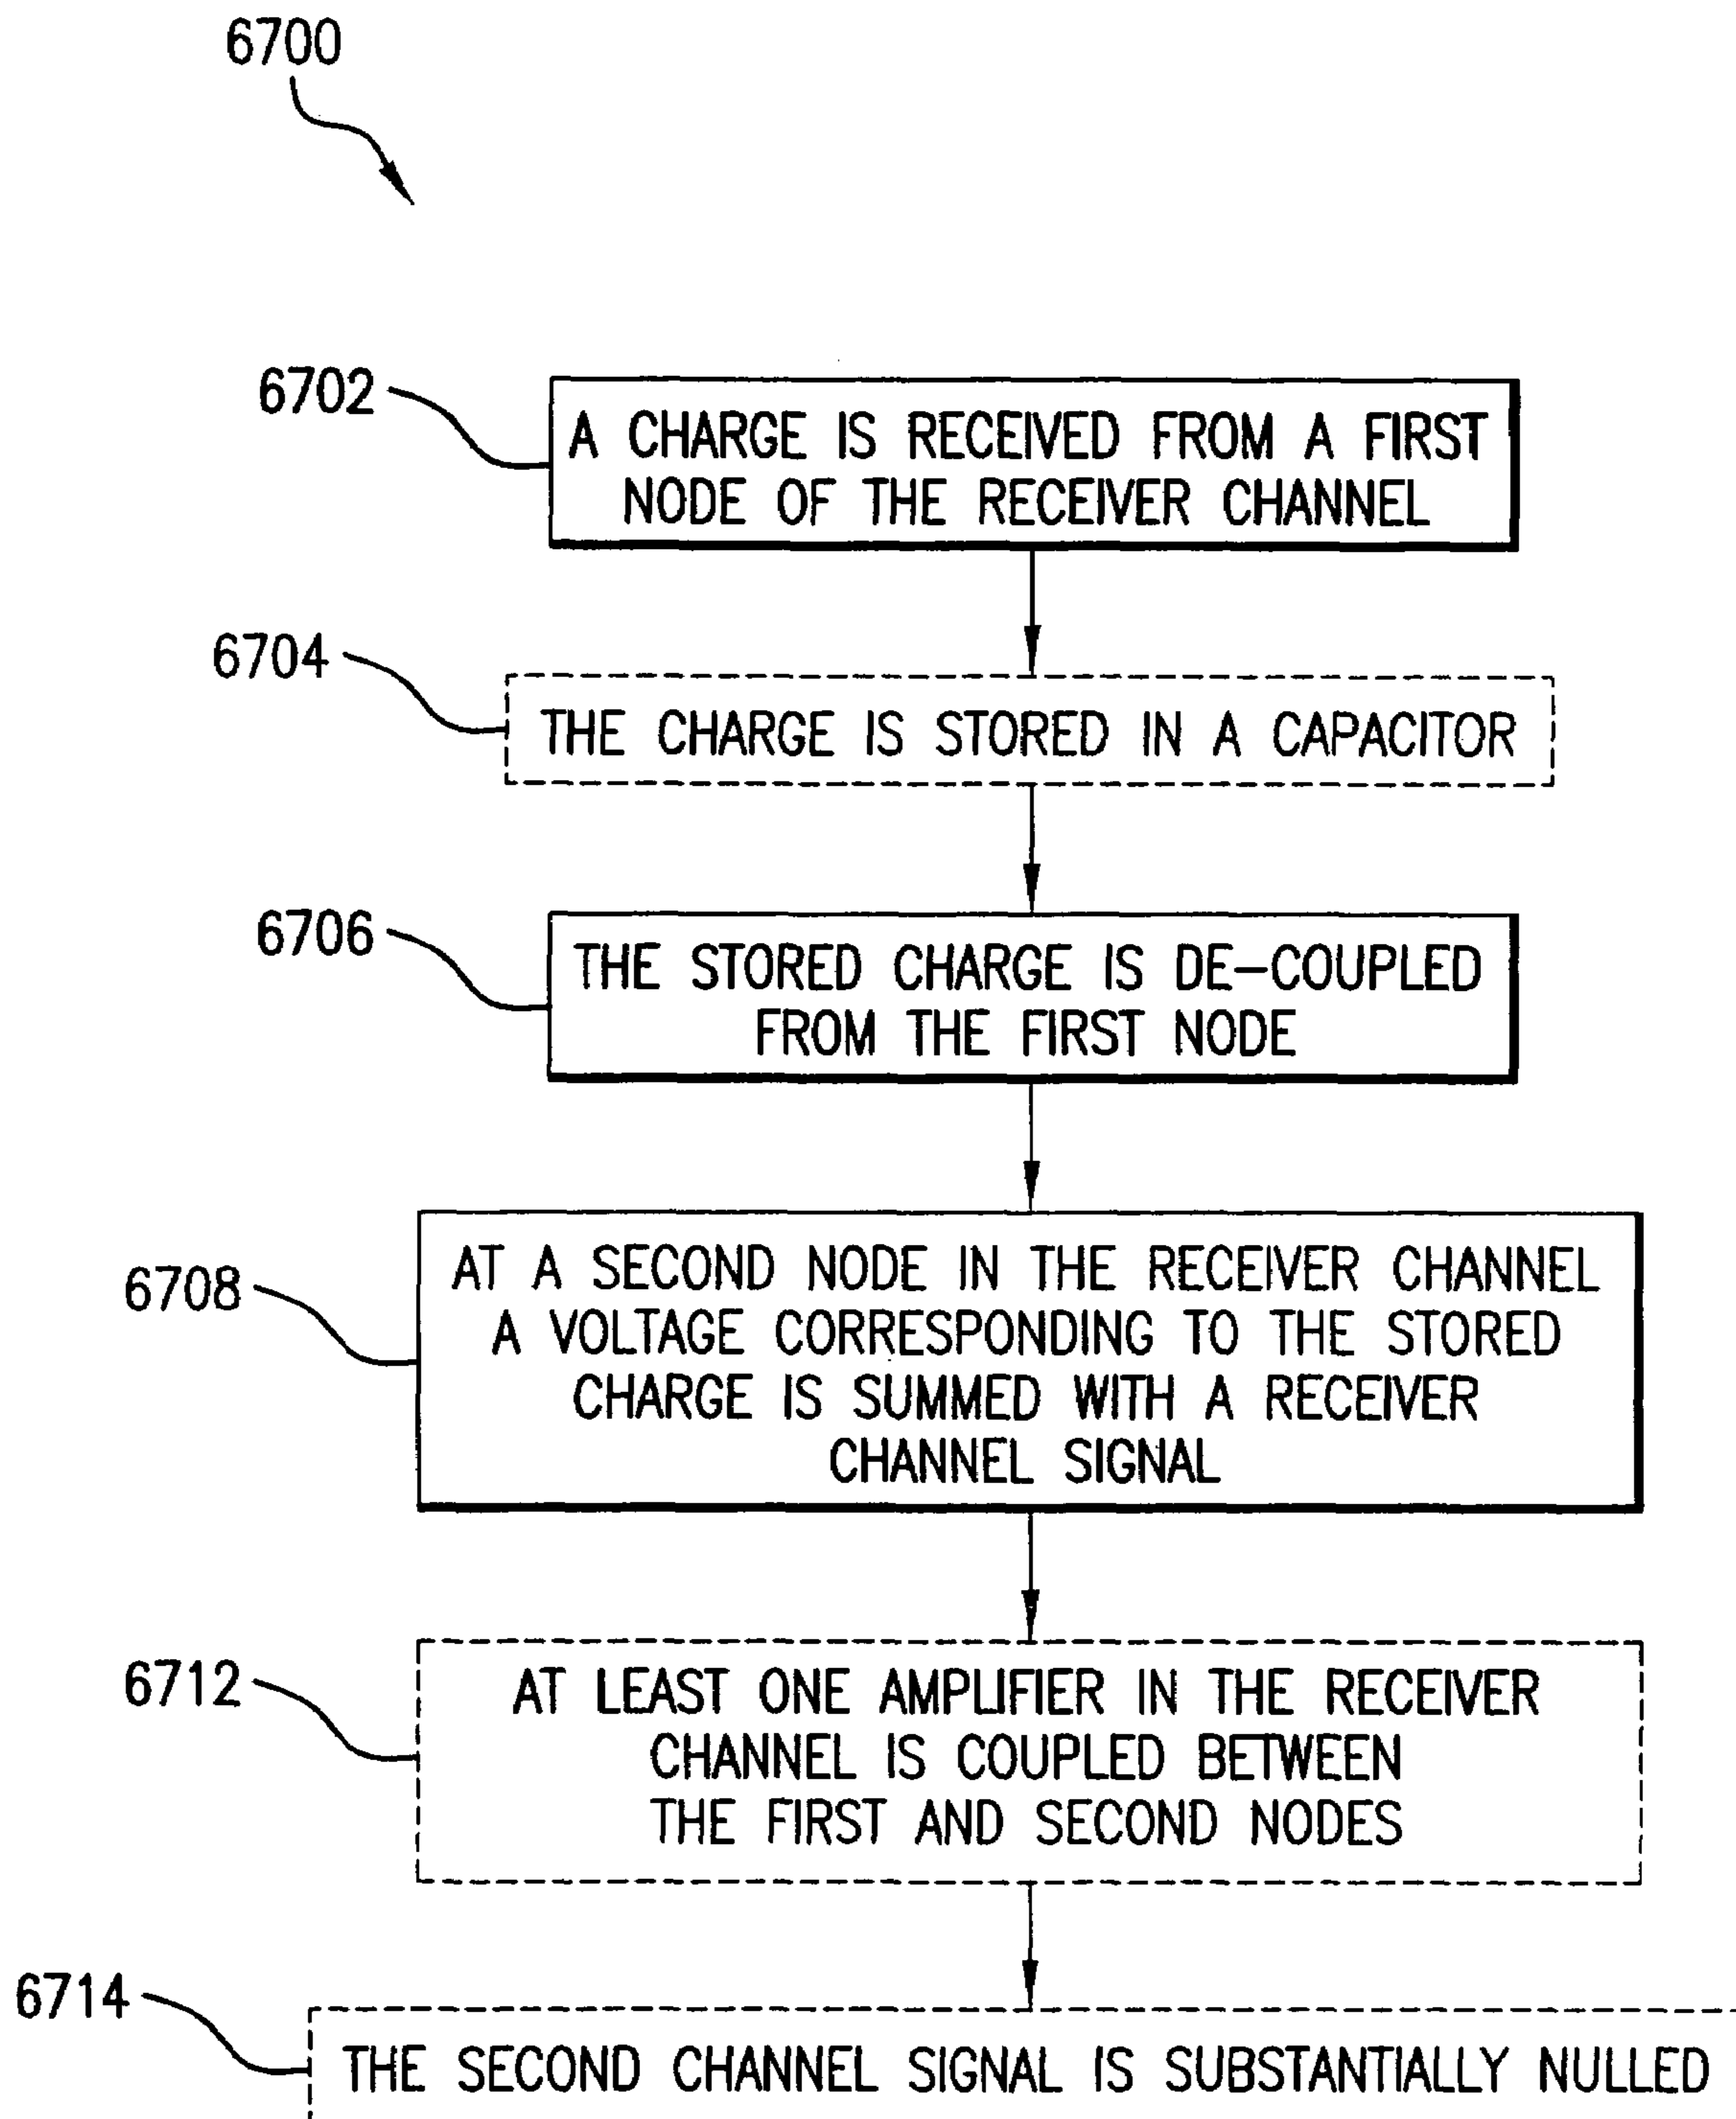 6700
6702
A CHARGE IS RECEIVED FROM A FIRST
NODE OF THE RECEIVER CHANNEL
6704
THE CHARGE IS STORED IN A CAPACITOR
6706
THE STORED CHARGE IS DE-COUPLED
FROM THE FIRST NODE
6708
AT A SECOND NODE IN THE RECEIVER CHANNEL
A VOLTAGE CORRESPONDING TO THE STORED
CHARGE IS SUMMED WITH A RECEIVER
CHANNEL SIGNAL
6712
AT LEAST ONE AMPLIFIER IN THE RECEIVER
CHANNEL IS COUPLED BETWEEN
THE FIRST AND SECOND NODES
6714
THE SECOND CHANNEL SIGNAL IS SUBSTANTIALLY NULLED